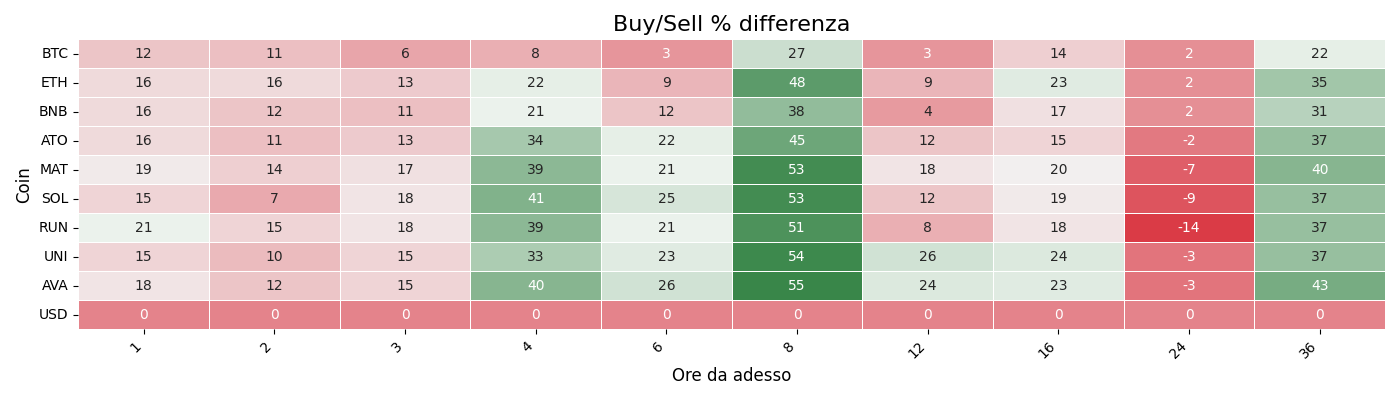 Buy/Sell % differenza
Coin
BTC 12 11 6 8 3 27 3 14 2 22
ETH 16 16 13 22 9 48 9 23 2 35
BNB 16 12 11 21 12 38 4 17 2 31
ATO 16 11 13 34 22 45 12 15 -2 37
MAT 19 14 17 39 21 53 18 20 -7 40
SOL 15 7 18 41 25 53 12 19 -9 37
RUN 21 15 18 39 21 51 8 18 -14 37
UNI 15 10 15 33 23 54 26 24 -3 37
AVA 18 12 15 40 26 55 24 23 -3 43
USD 0 0 0 0 0 0 0 0 0 0
1 2 3 4 6 8 12 16 24 36
Ore da adesso